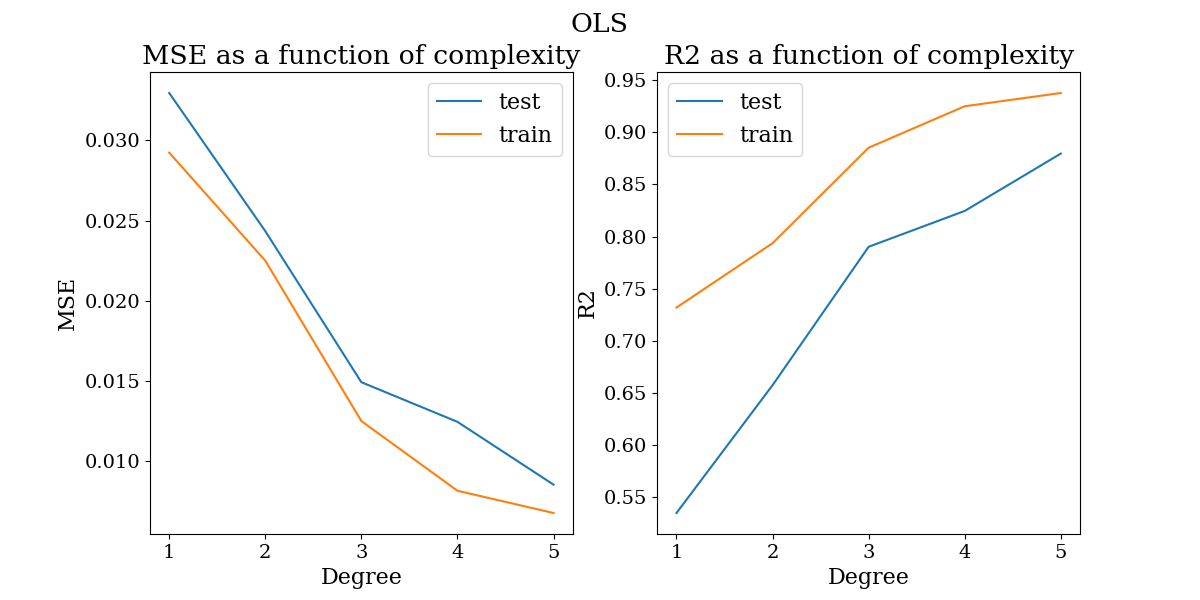 OLS
MSE as a function of complexity
R2 as a function of complexity
test
train
test
train
MSE
0.030
0.025
0.020
0.015
0.010
1 2 3 4 5
Degree
R2
0.95
0.90
0.85
0.80
0.75
0.70
0.65
0.60
0.55
1 2 3 4 5
Degree